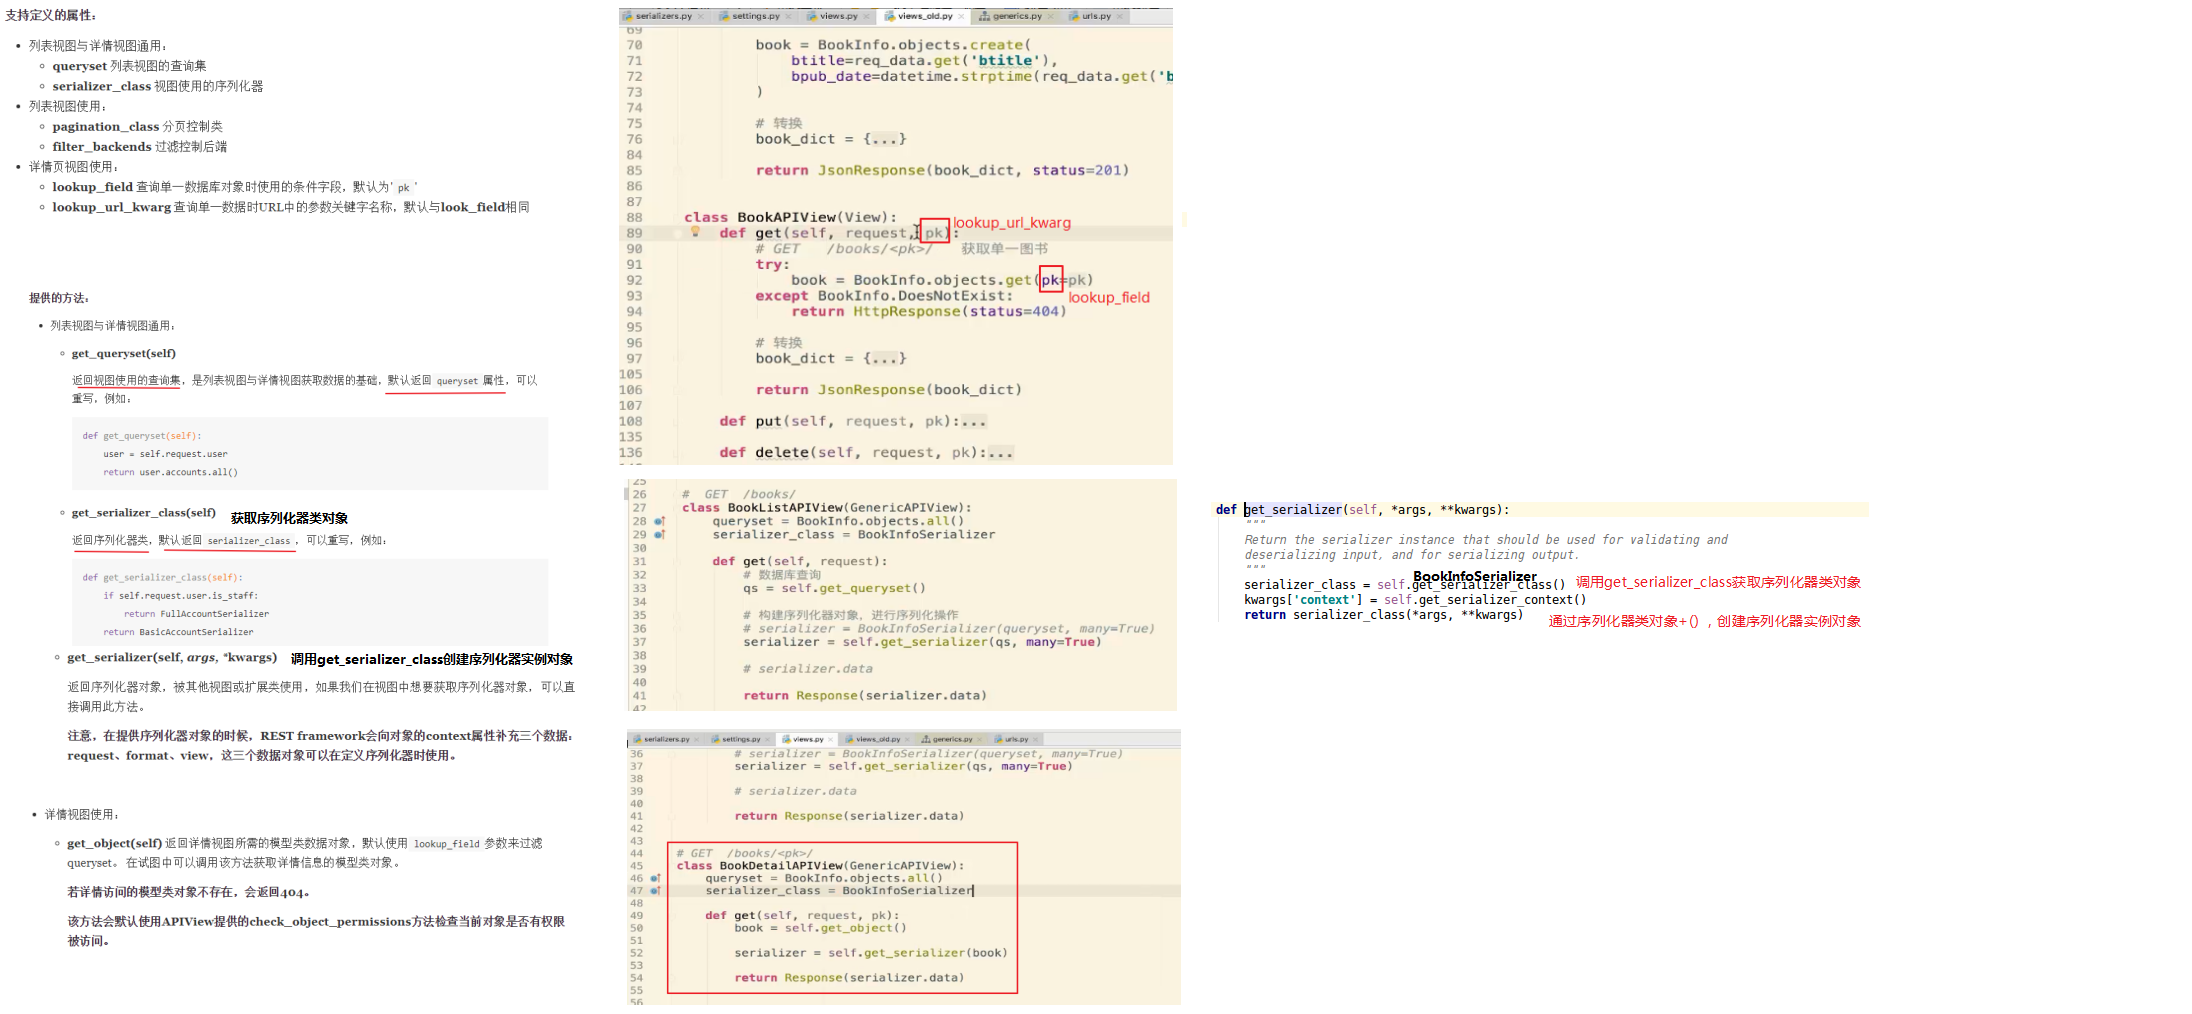 支持定义的属性：
• 列表视图与详情视图通用：
◦ queryset 列表视图的查询集
◦ serializer_class 视图使用的序列化器
• 列表视图使用：
◦ pagination_class 分页控制类
◦ filter_backends 过滤控制后端
• 详情页视图使用：
◦ lookup_field 查询单一数据库对象时使用的条件字段，默认为' pk '
◦ lookup_url_kwarg 查询单一数据时URL中的参数关键字名称，默认与look_field相同
提供的方法：
• 列表视图与详情视图通用：
◦ get_queryset(self)
返回视图使用的查询集，是列表视图与详情视图获取数据的基础，默认返回 queryset 属性，可以
重写，例如：
def get_queryset(self):
user = self.request.user
return user.accounts.all()
◦ get_serializer_class(self) 获取序列化器类对象
返回序列化器类，默认返回 serializer_class ，可以重写，例如：
def get_serializer_class(self):
if self.request.user.is_staff:
return FullAccountSerializer
return BasicAccountSerializer
◦ get_serializer(self, args, *kwargs) 调用get_serializer_class创建序列化器实例对象
返回序列化器对象，被其他视图或扩展类使用，如果我们在视图中想要获取序列化器对象，可以直
接调用此方法。
注意，在提供序列化器对象的时候，REST framework会向对象的context属性补充三个数据：
request、format、view，这三个数据对象可以在定义序列化器时使用。
• 详情视图使用：
◦ get_object(self) 返回详情视图所需的模型类数据对象，默认使用 lookup_field 参数来过滤
queryset。 在试图中可以调用该方法获取详情信息的模型类对象。
若详情访问的模型类对象不存在，会返回404。
该方法会默认使用APIView提供的check_object_permissions方法检查当前对象是否有权限
被访问。
serializers.py × settings.py × views.py × views_old.py × generics.py × urls.py ×
69
70 book = BookInfo.objects.create(
71 btitle=req_data.get('btitle'),
72 bpub_date=datetime.strptime(req_data.get('b
73 )
74
75 # 转换
76 book_dict = {...}
84
85 return JsonResponse(book_dict, status=201)
86
87
88 class BookAPIView(View):
89 def get(self, request, pk): lookup_url_kwarg
90 # GET /books/<pk>/ 获取单一图书
91 try:
92 book = BookInfo.objects.get(pk=pk)
93 except BookInfo.DoesNotExist: lookup_field
94 return HttpResponse(status=404)
95
96 # 转换
97 book_dict = {...}
105
106 return JsonResponse(book_dict)
107
108 def put(self, request, pk):...
135
136 def delete(self, request, pk):...
25
26 # GET /books/
27 class BookListAPIView(GenericAPIView):
28 queryset = BookInfo.objects.all()
29 serializer_class = BookInfoSerializer
30
31 def get(self, request):
32 # 数据库查询
33 qs = self.get_queryset()
34
35 # 构建序列化器对象，进行序列化操作
36 # serializer = BookInfoSerializer(queryset, many=True)
37 serializer = self.get_serializer(qs, many=True)
38
39 # serializer.data
40
41 return Response(serializer.data)
42
serializers.py × settings.py × views.py × views_old.py × generics.py × urls.py ×
36 # serializer = BookInfoSerializer(queryset, many=True)
37 serializer = self.get_serializer(qs, many=True)
38
39 # serializer.data
40
41 return Response(serializer.data)
42
43
44 # GET /books/<pk>/
45 class BookDetailAPIView(GenericAPIView):
46 queryset = BookInfo.objects.all()
47 serializer_class = BookInfoSerializer
48
49 def get(self, request, pk):
50 book = self.get_object()
51
52 serializer = self.get_serializer(book)
53
54 return Response(serializer.data)
55
56
def get_serializer(self, *args, **kwargs):
"""
Return the serializer instance that should be used for validating and
deserializing input, and for serializing output.
"""
BookInfoSerializer
serializer_class = self.get_serializer_class() 调用get_serializer_class获取序列化器类对象
kwargs['context'] = self.get_serializer_context()
return serializer_class(*args, **kwargs) 通过序列化器类对象+()，创建序列化器实例对象